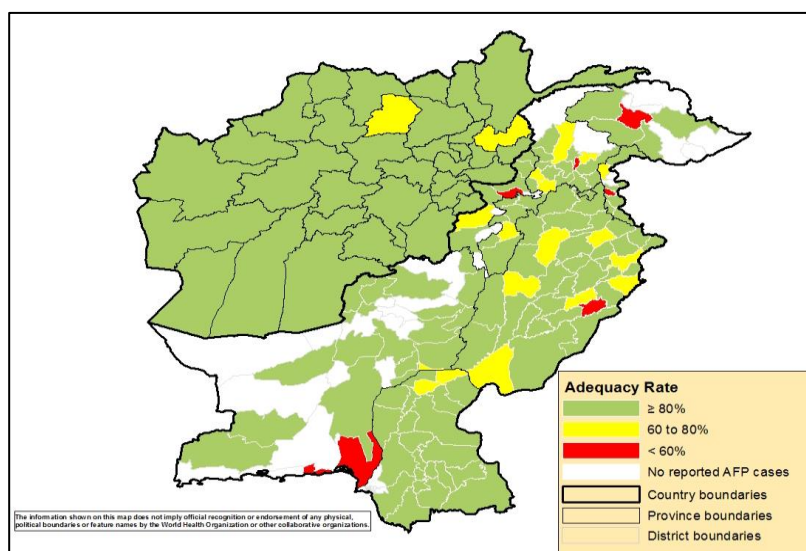 Adequacy Rate
≥ 80%
60 to 80%
< 60%
No reported AFP cases
Country boundaries
Province boundaries
District boundaries
The information shown on this map does not imply official recognition or endorsement of any physical,
political boundaries or feature names by the World Health Organization or other collaborative organizations.